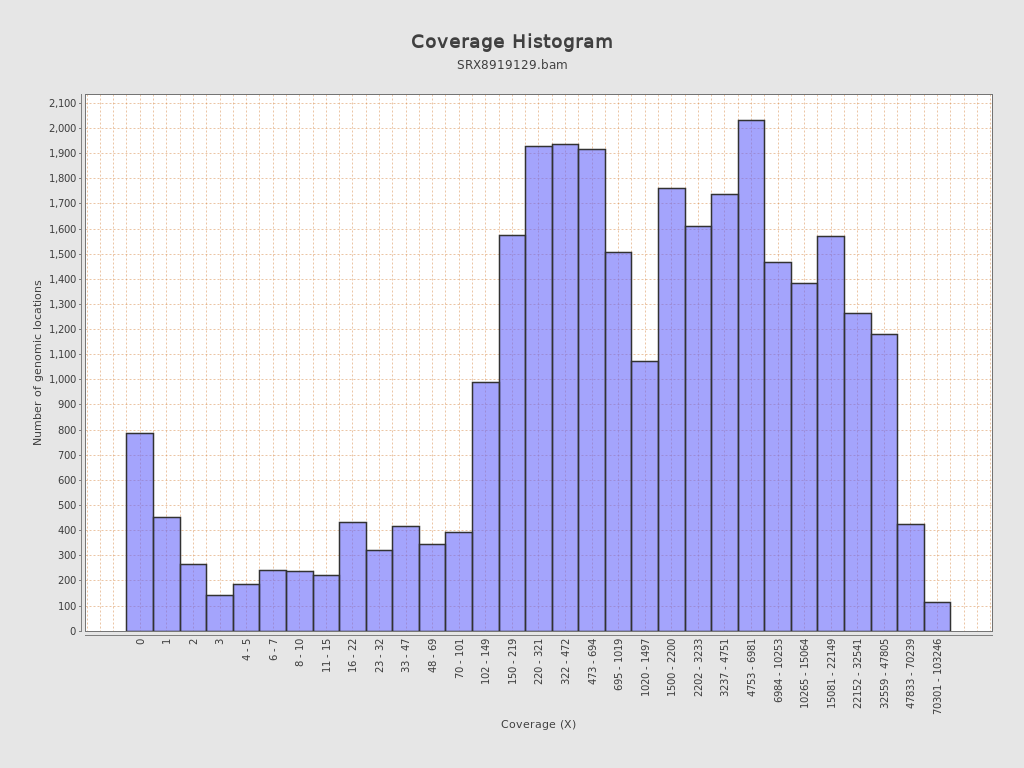 Coverage Histogram
SRX8919129.bam
Number of genomic locations
2,100
2,000
1,900
1,800
1,700
1,600
1,500
1,400
1,300
1,200
1,100
1,000
900
800
700
600
500
400
300
200
100
0
0
1
2
3
4 - 5
6 - 7
8 - 10
11 - 15
16 - 22
23 - 32
33 - 47
48 - 69
70 - 101
102 - 149
150 - 219
220 - 321
322 - 472
473 - 694
695 - 1019
1020 - 1497
1500 - 2200
2202 - 3233
3237 - 4751
4753 - 6981
6984 - 10253
10265 - 15064
15081 - 22149
22152 - 32541
32559 - 47805
47833 - 70239
70301 - 103246
Coverage (X)